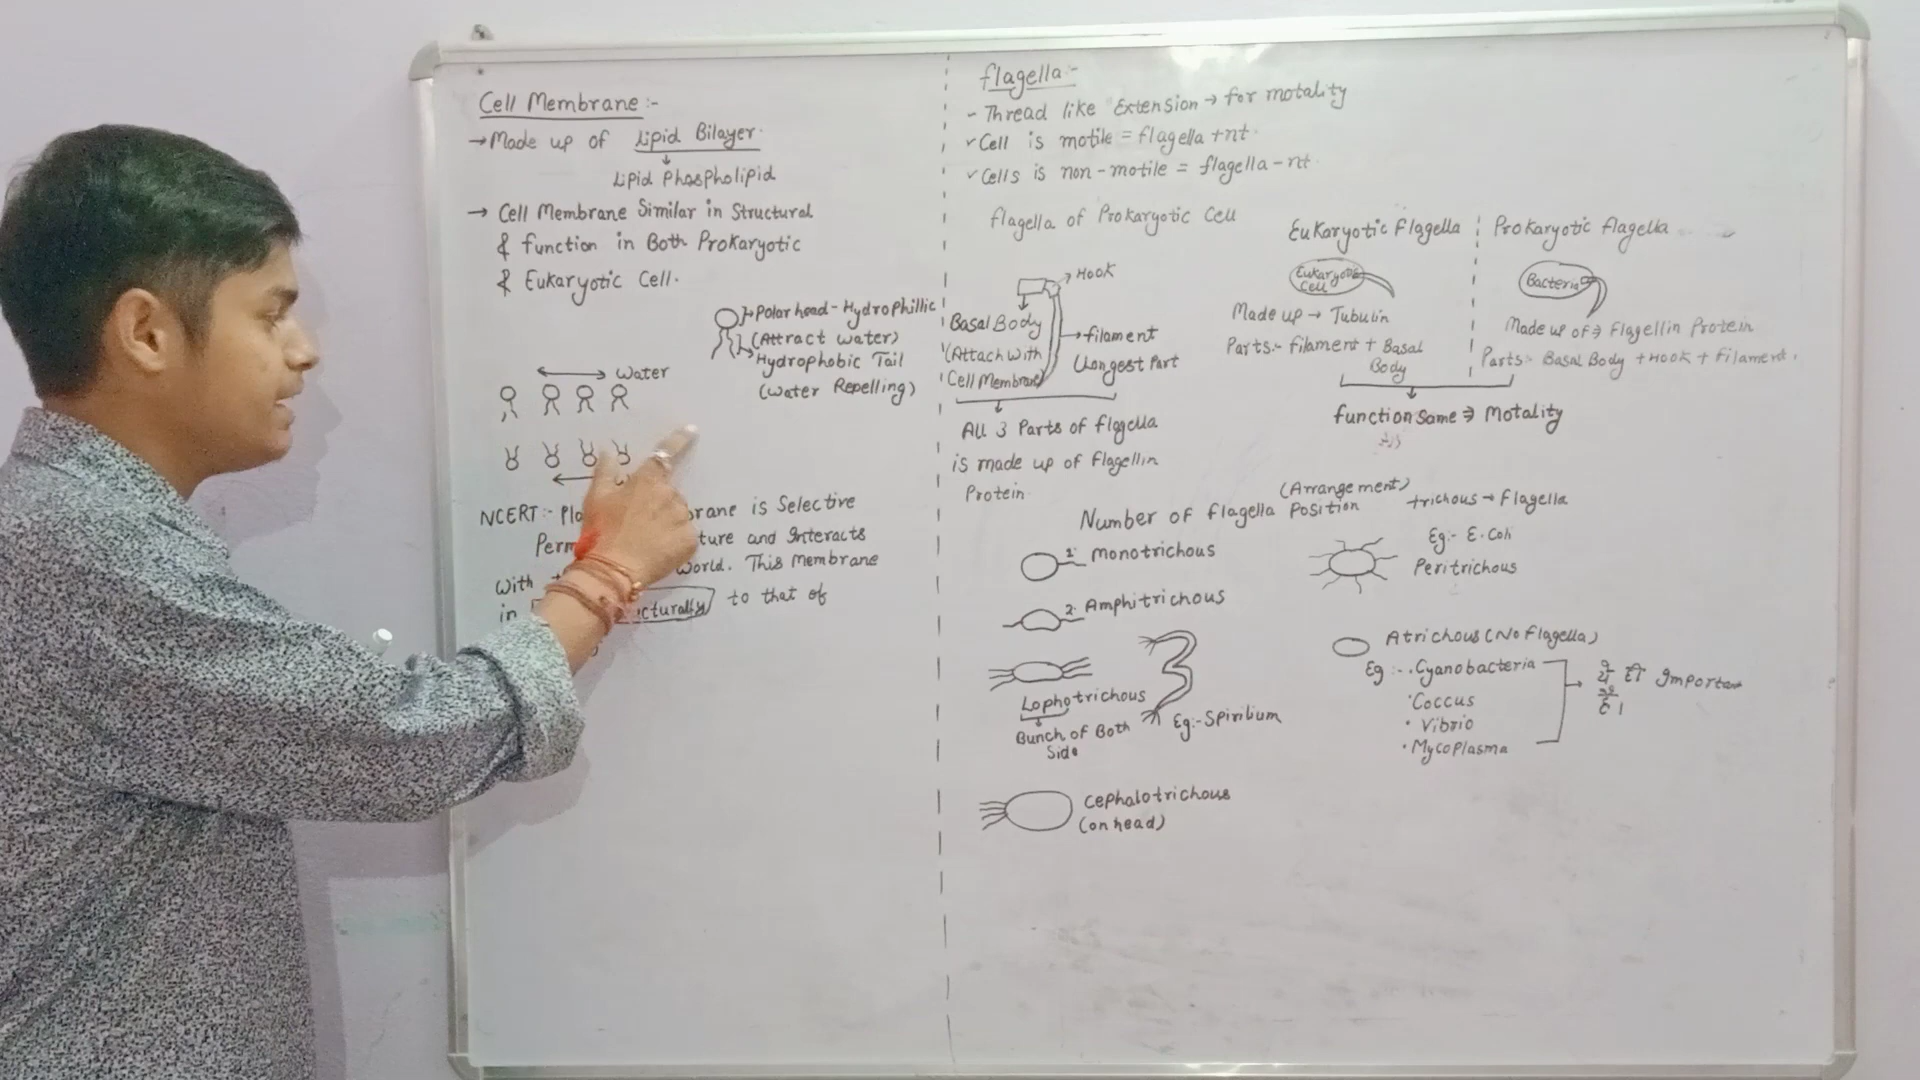 Cell Membrane :-
→ Made up of Lipid Bilayer.
Lipid Phospholipid
→ Cell Membrane Similar in Structural
& function in Both Prokaryotic
& Eukaryotic Cell.
Polar head - Hydrophillic
(Attract water)
Hydrophobic Tail
(Water Repelling)
Water
NCERT :- brane is Selective
ture and Interacts
With world. This Membrane
in cturally to that of
flagella :-
- Thread like Extension → for motality
✓ Cell is motile = flagella +nt.
✓ Cells is non-motile = flagella -nt.
flagella of Prokaryotic Cell
→ Hook
Basal Body
(Attach with
Cell Membrane)
→ filament
Longest Part
All 3 Parts of flagella
is made up of flagellin
Protein.
Eukaryotic Flagella
Eukaryotic
Cell
Made up → Tubulin
Parts :- filament + Basal
Body
Prokaryotic flagella
Bacteria
Made up of ⇒ Flagellin Protein
Parts :- Basal Body + Hook + Filament.
function Same ⇒ Motality
(Arrangement)
Number of flagella Position
trichous → Flagella
1. Monotrichous
2. Amphitrichous
Lophotrichous
Bunch of Both
Side
Eg:- Spirilium
Cephalotrichous
(on head)
Eg:- E.Coli
Peritrichous
Atrichous (No Flagella)
Eg :- . Cyanobacteria
. Coccus
. Vibrio
. Mycoplasma
Important